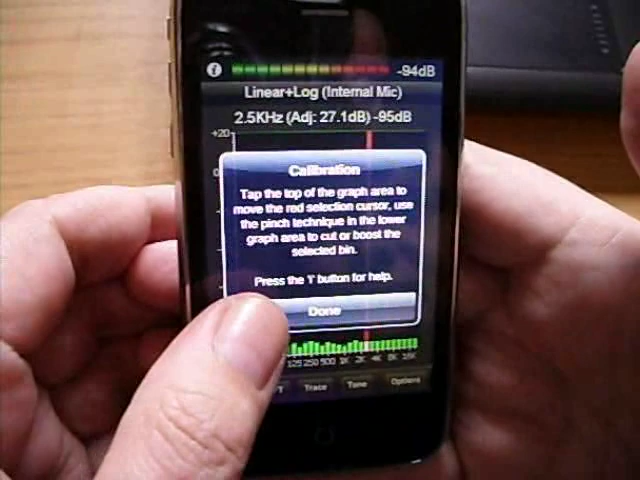 -94dB
Linear+Log (Internal Mic)
2.5KHz (Adj: 27.1dB) -95dB
+20
0
Calibration
Tap the top of the graph area to
move the red selection cursor, use
the pinch technique in the lower
graph area to cut or boost the
selected bin.
Press the 'i' button for help.
Done
125 250 500 1K 2K 4K 8K 16K
Trace Tone Options